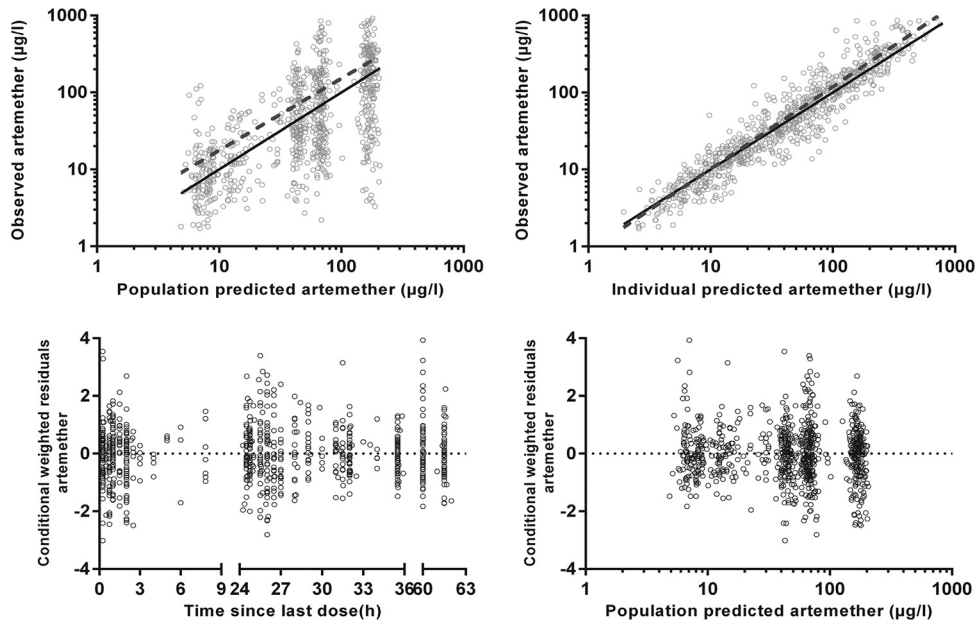 1000
100
10
1
Observed artemether (µg/l)
1 10 100 1000
Population predicted artemether (µg/l)
1000
100
10
1
Observed artemether (µg/l)
1 10 100 1000
Individual predicted artemether (µg/l)
4
2
0
-2
-4
Conditional weighted residuals
artemether
0 3 6 9 24 27 30 33 36 60 63
Time since last dose(h)
4
2
0
-2
-4
Conditional weighted residuals
artemether
1 10 100 1000
Population predicted artemether (µg/l)